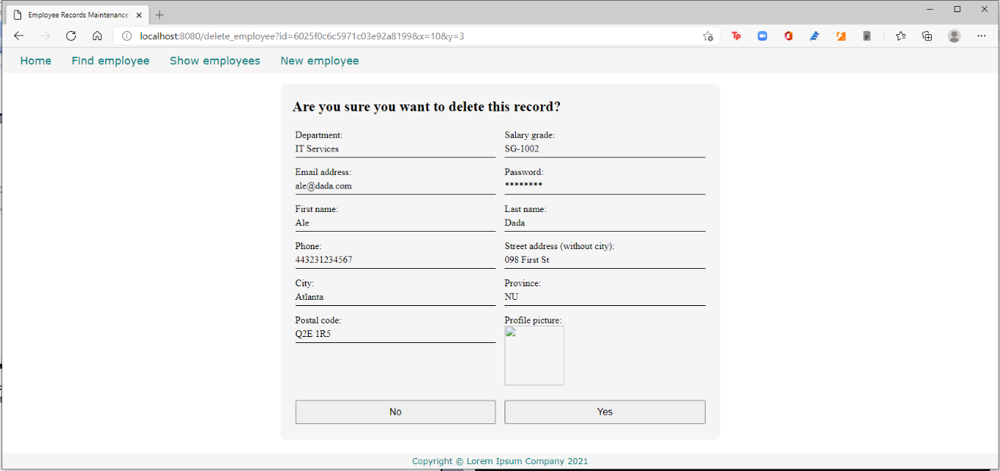 Employee Records Maintenance
localhost:8080/delete_employee?id=6025f0c6c5971c03e92a8199&x=10&y=3
Home Find employee Show employees New employee
Are you sure you want to delete this record?
Department: Salary grade:
IT Services SG-1002
Email address: Password:
ale@dada.com ********
First name: Last name:
Ale Dada
Phone: Street address (without city):
443231234567 098 First St
City: Province:
Atlanta NU
Postal code: Profile picture:
Q2E 1R5
No Yes
Copyright © Lorem Ipsum Company 2021